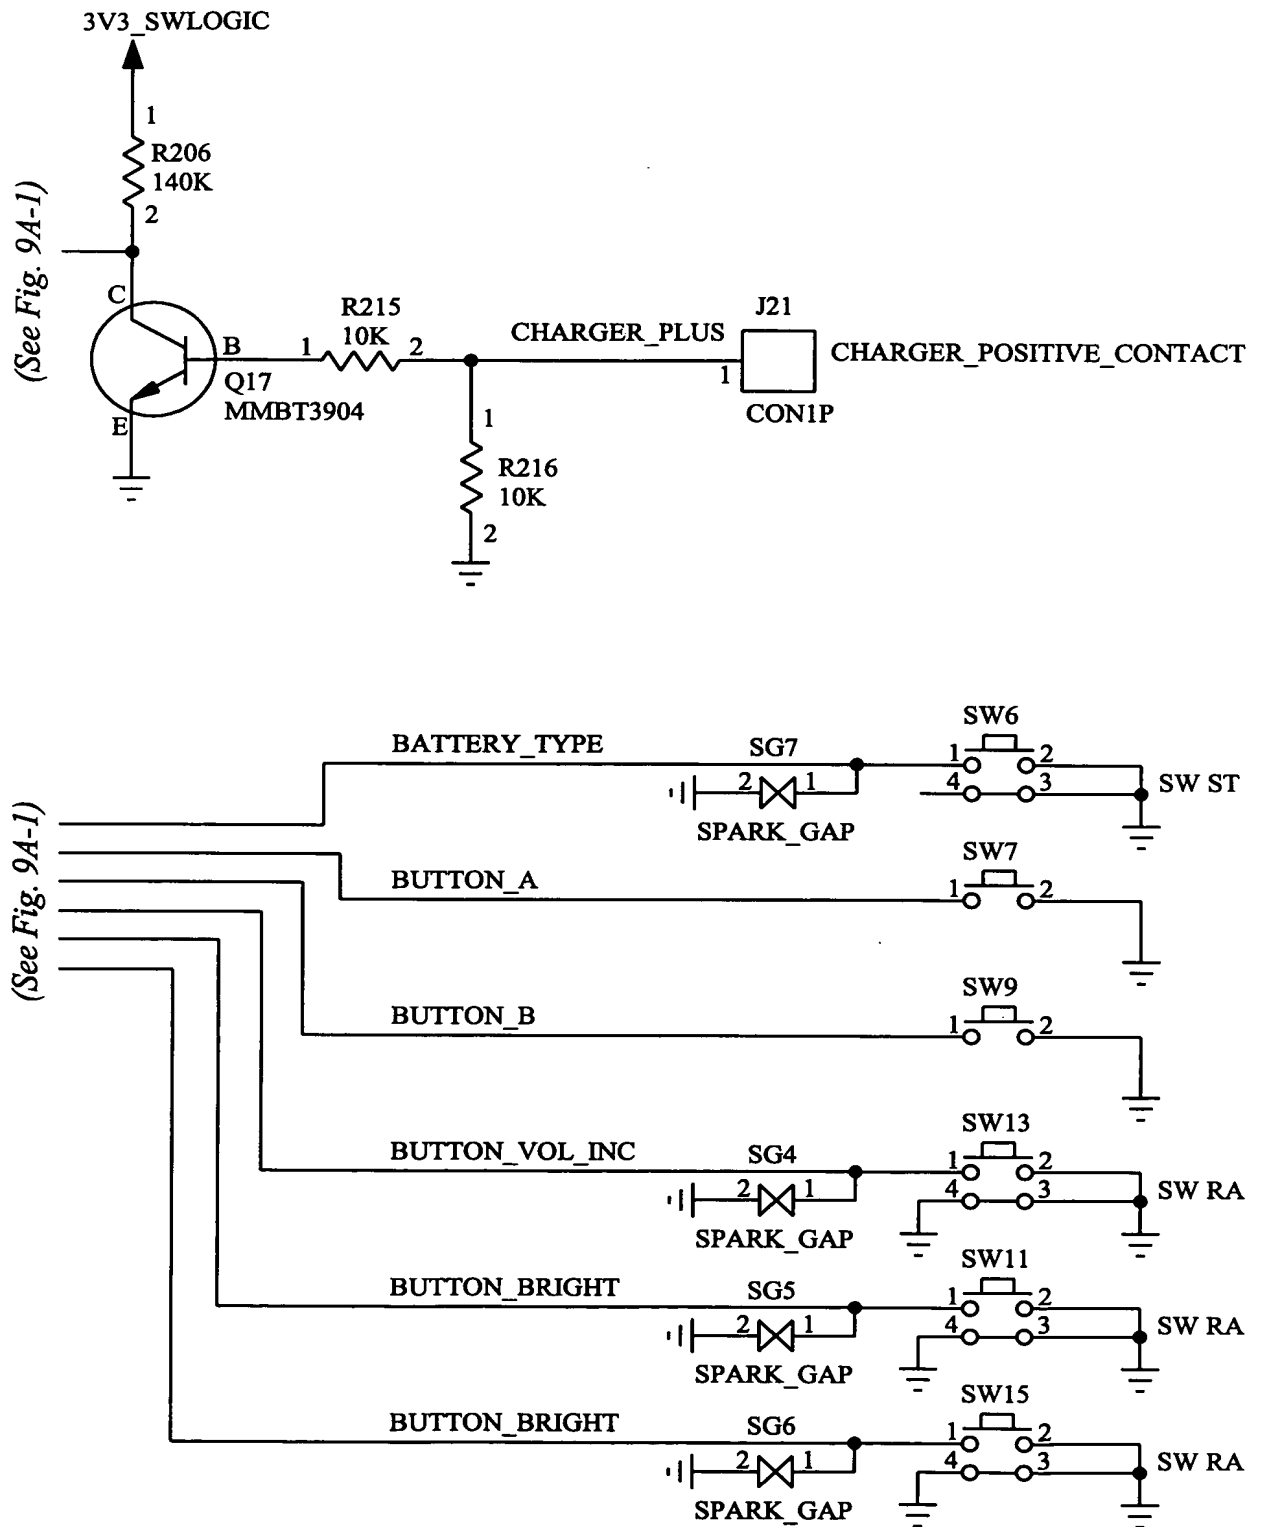 3V3_SWLOGIC
1
R206
140K
2
(See Fig. 9A-1)
C
B
Q17
MMBT3904
E
R215
10K
1
2
CHARGER_PLUS
J21
1
CHARGER_POSITIVE_CONTACT
CON1P
1
R216
10K
2
(See Fig. 9A-1)
BATTERY_TYPE
SG7
2 1
SPARK_GAP
SW6
1 2
4 3
SW ST
BUTTON_A
SW7
1 2
BUTTON_B
SW9
1 2
BUTTON_VOL_INC
SG4
2 1
SPARK_GAP
SW13
1 2
4 3
SW RA
BUTTON_BRIGHT
SG5
2 1
SPARK_GAP
SW11
1 2
4 3
SW RA
BUTTON_BRIGHT
SG6
2 1
SPARK_GAP
SW15
1 2
4 3
SW RA